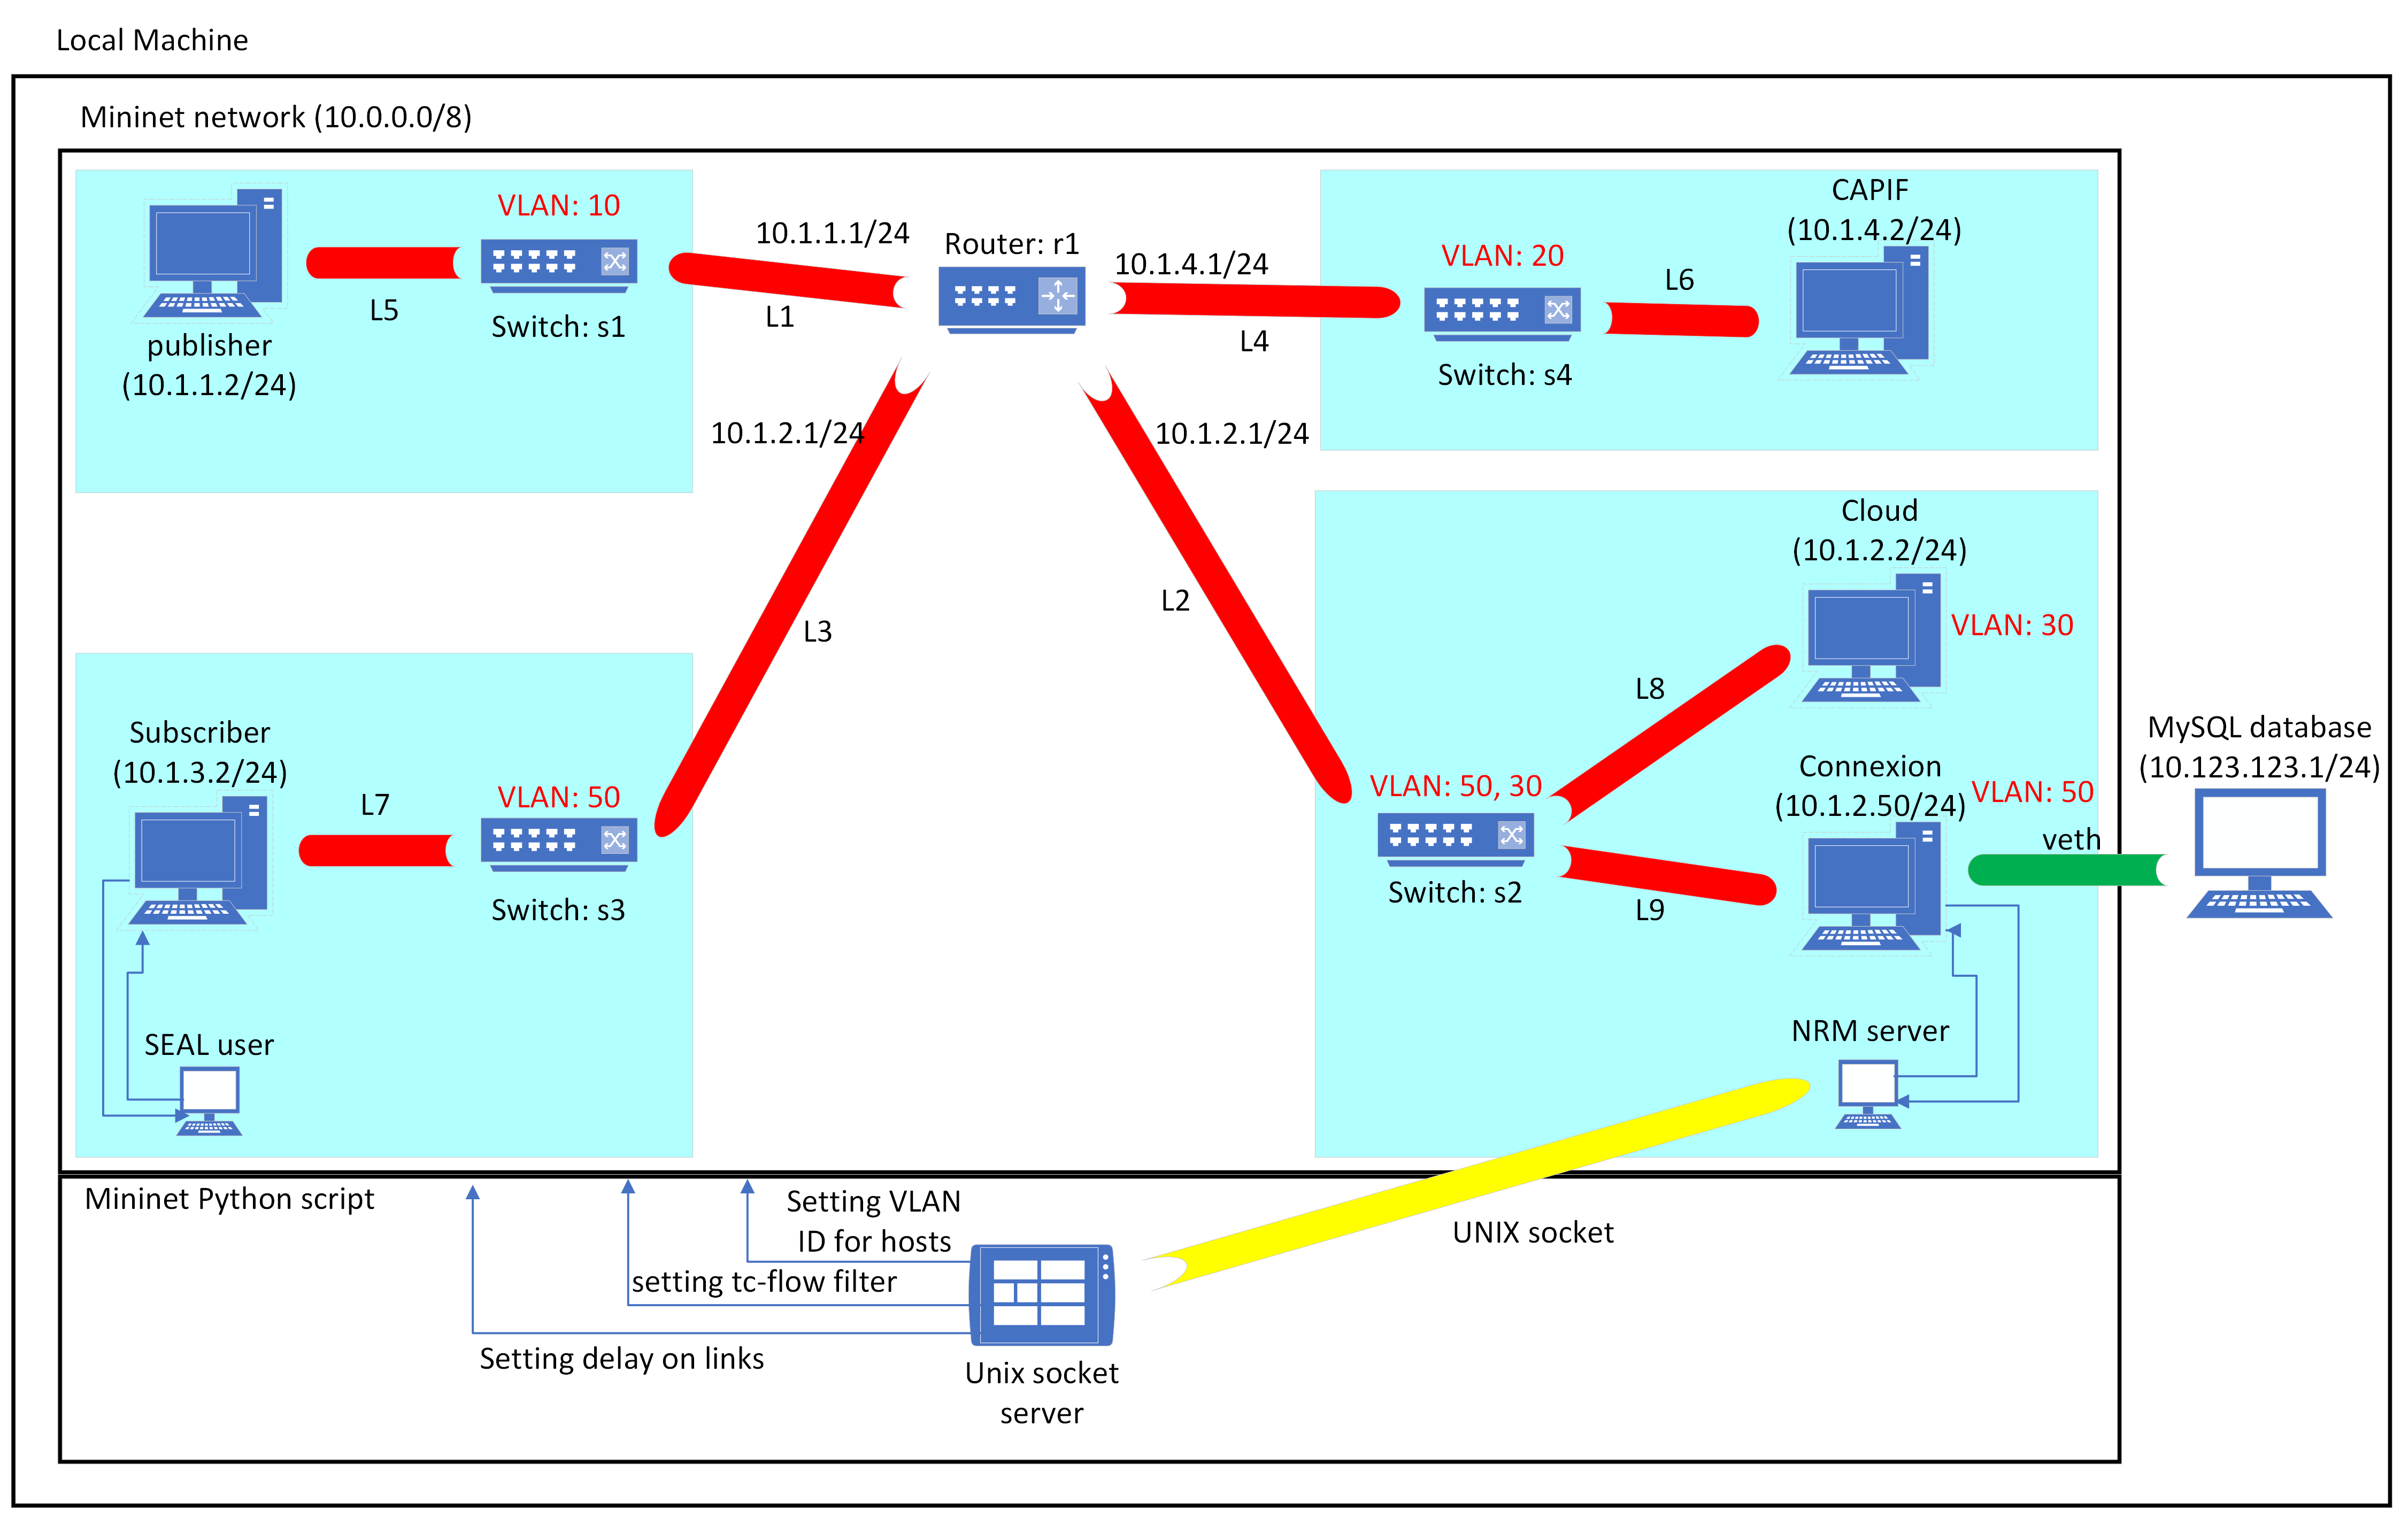 Local Machine
Mininet network (10.0.0.0/8)
VLAN: 10
L5
Switch: s1
publisher
(10.1.1.2/24)
10.1.1.1/24
L1
Router: r1
10.1.4.1/24
L4
VLAN: 20
Switch: s4
L6
CAPIF
(10.1.4.2/24)
10.1.2.1/24
L3
10.1.2.1/24
L2
Cloud
(10.1.2.2/24)
VLAN: 30
L8
Subscriber
(10.1.3.2/24)
L7
VLAN: 50
Switch: s3
SEAL user
VLAN: 50, 30
Switch: s2
L9
Connexion
(10.1.2.50/24)
VLAN: 50
veth
MySQL database
(10.123.123.1/24)
NRM server
Mininet Python script
Setting VLAN
ID for hosts
setting tc-flow filter
Setting delay on links
Unix socket
server
UNIX socket